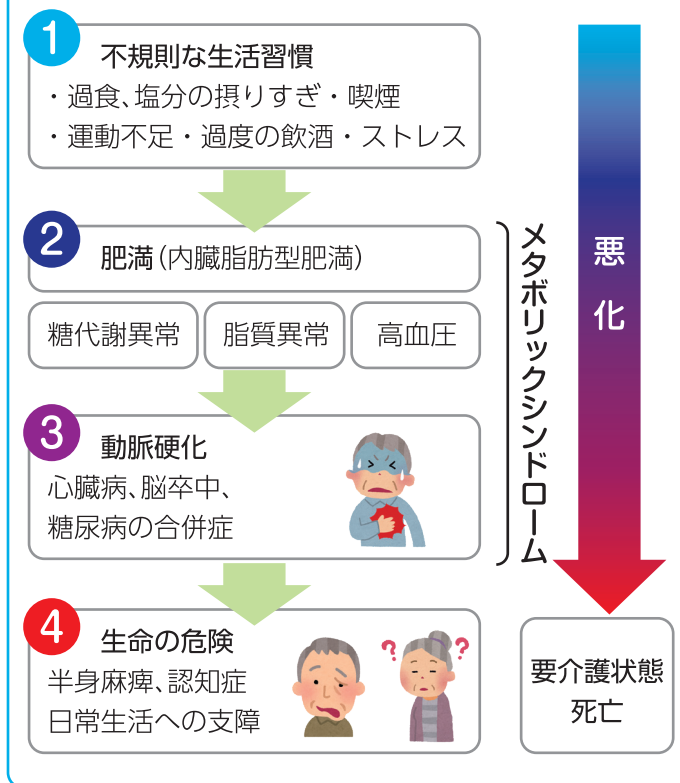 1
不規則な生活習慣
・過食、塩分の摂りすぎ・喫煙
・運動不足・過度の飲酒・ストレス
2
肥満(内臓脂肪型肥満)
糖代謝異常
脂質異常
高血圧
3
動脈硬化
心臓病、脳卒中、
糖尿病の合併症
メタボリックシンドローム
4
生命の危険
半身麻痺、認知症
日常生活への支障
? ?
悪化
要介護状態
死亡